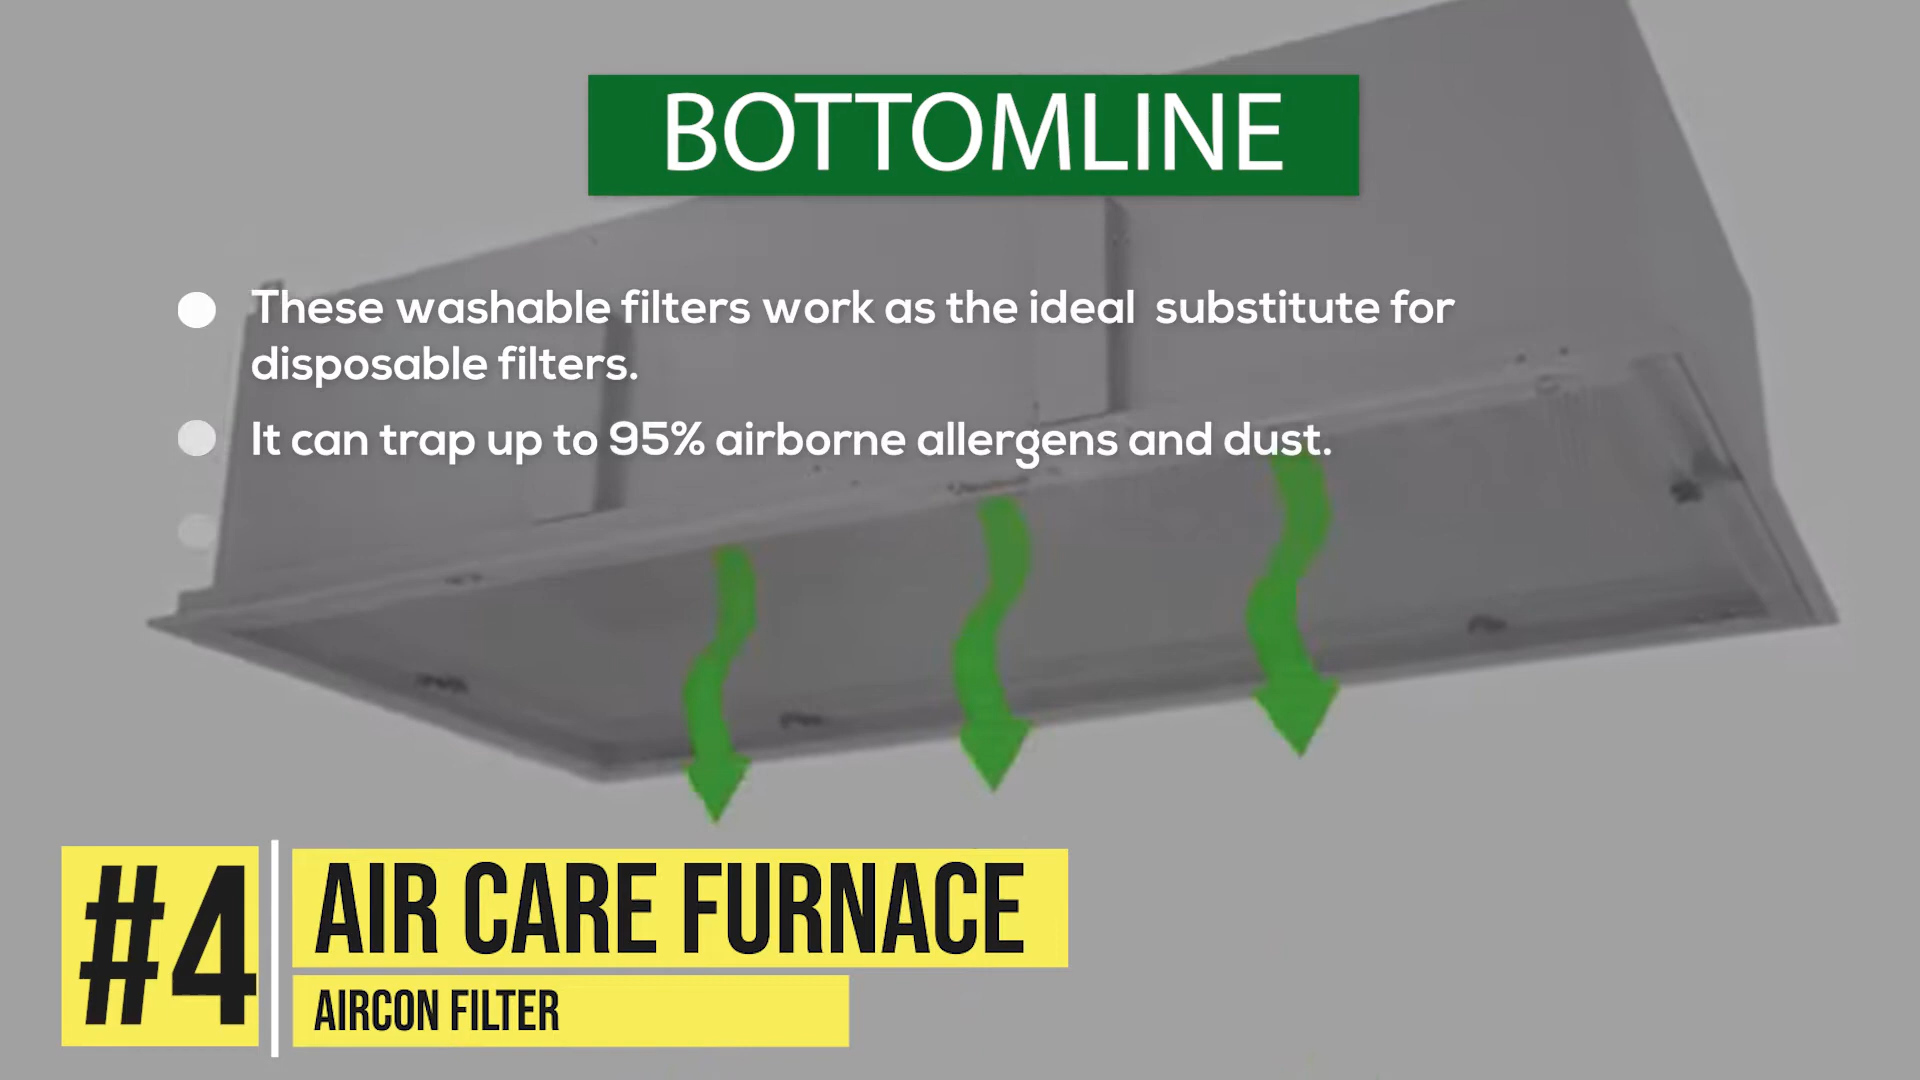 BOTTOMLINE
These washable filters work as the ideal substitute for
disposable filters.
It can trap up to 95% airborne allergens and dust.
#4
AIR CARE FURNACE
AIRCON FILTER